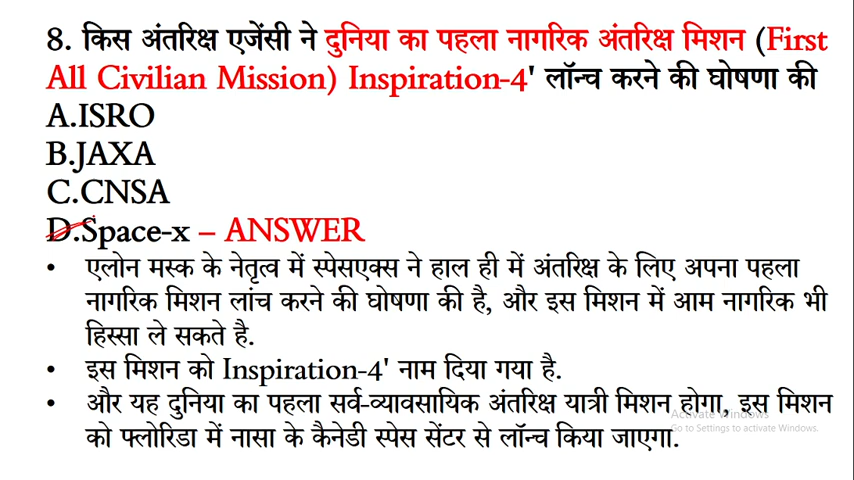 8. किस अंतरिक्ष एजेंसी ने दुनिया का पहला नागरिक अंतरिक्ष मिशन (First
All Civilian Mission) Inspiration-4' लॉन्च करने की घोषणा की
A.ISRO
B.JAXA
C.CNSA
D.Space-x – ANSWER
• एलोन मस्क के नेतृत्व में स्पेसएक्स ने हाल ही में अंतरिक्ष के लिए अपना पहला
नागरिक मिशन लांच करने की घोषणा की है, और इस मिशन में आम नागरिक भी
हिस्सा ले सकते है.
• इस मिशन को Inspiration-4' नाम दिया गया है.
• और यह दुनिया का पहला सर्व-व्यावसायिक अंतरिक्ष यात्री मिशन होगा, इस मिशन
को फ्लोरिडा में नासा के कैनेडी स्पेस सेंटर से लॉन्च किया जाएगा.
Activate Windows
Go to Settings to activate Windows.